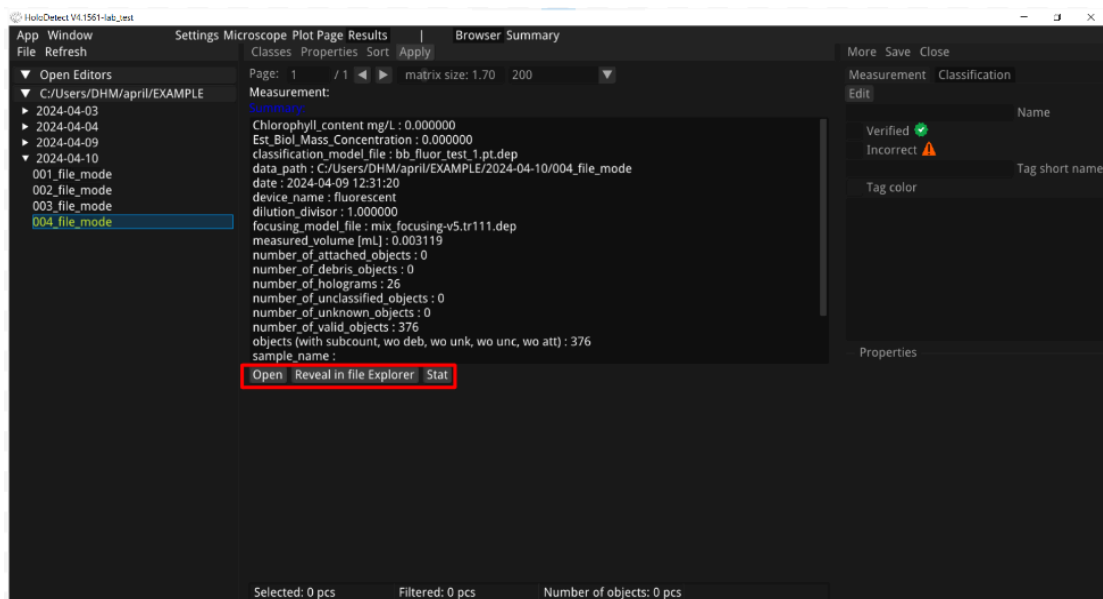 HoloDetect V4.1561-lab_test
App Window Settings Microscope Plot Page Results | Browser Summary
File Refresh Classes Properties Sort Apply More Save Close
▼ Open Editors
▼ C:/Users/DHM/april/EXAMPLE
▶ 2024-04-03
▶ 2024-04-04
▶ 2024-04-09
▼ 2024-04-10
001_file_mode
002_file_mode
003_file_mode
004_file_mode
Page: 1 / 1 ◀ ▶ matrix size: 1.70 200 ▼
Measurement:
Summary:
Chlorophyll_content mg/L : 0.000000
Est_Biol_Mass_Concentration : 0.000000
classification_model_file : bb_fluor_test_1.pt.dep
data_path : C:/Users/DHM/april/EXAMPLE/2024-04-10/004_file_mode
date : 2024-04-09 12:31:20
device_name : fluorescent
dilution_divisor : 1.000000
focusing_model_file : mix_focusing-v5.tr111.dep
measured_volume [mL] : 0.003119
number_of_attached_objects : 0
number_of_debris_objects : 0
number_of_holograms : 26
number_of_unclassified_objects : 0
number_of_unknown_objects : 0
number_of_valid_objects : 376
objects (with subcount, wo deb, wo unk, wo unc, wo att) : 376
sample_name :
Open Reveal in file Explorer Stat
Measurement Classification
Edit
Name
Verified
Incorrect
Tag short name
Tag color
Properties
Selected: 0 pcs Filtered: 0 pcs Number of objects: 0 pcs